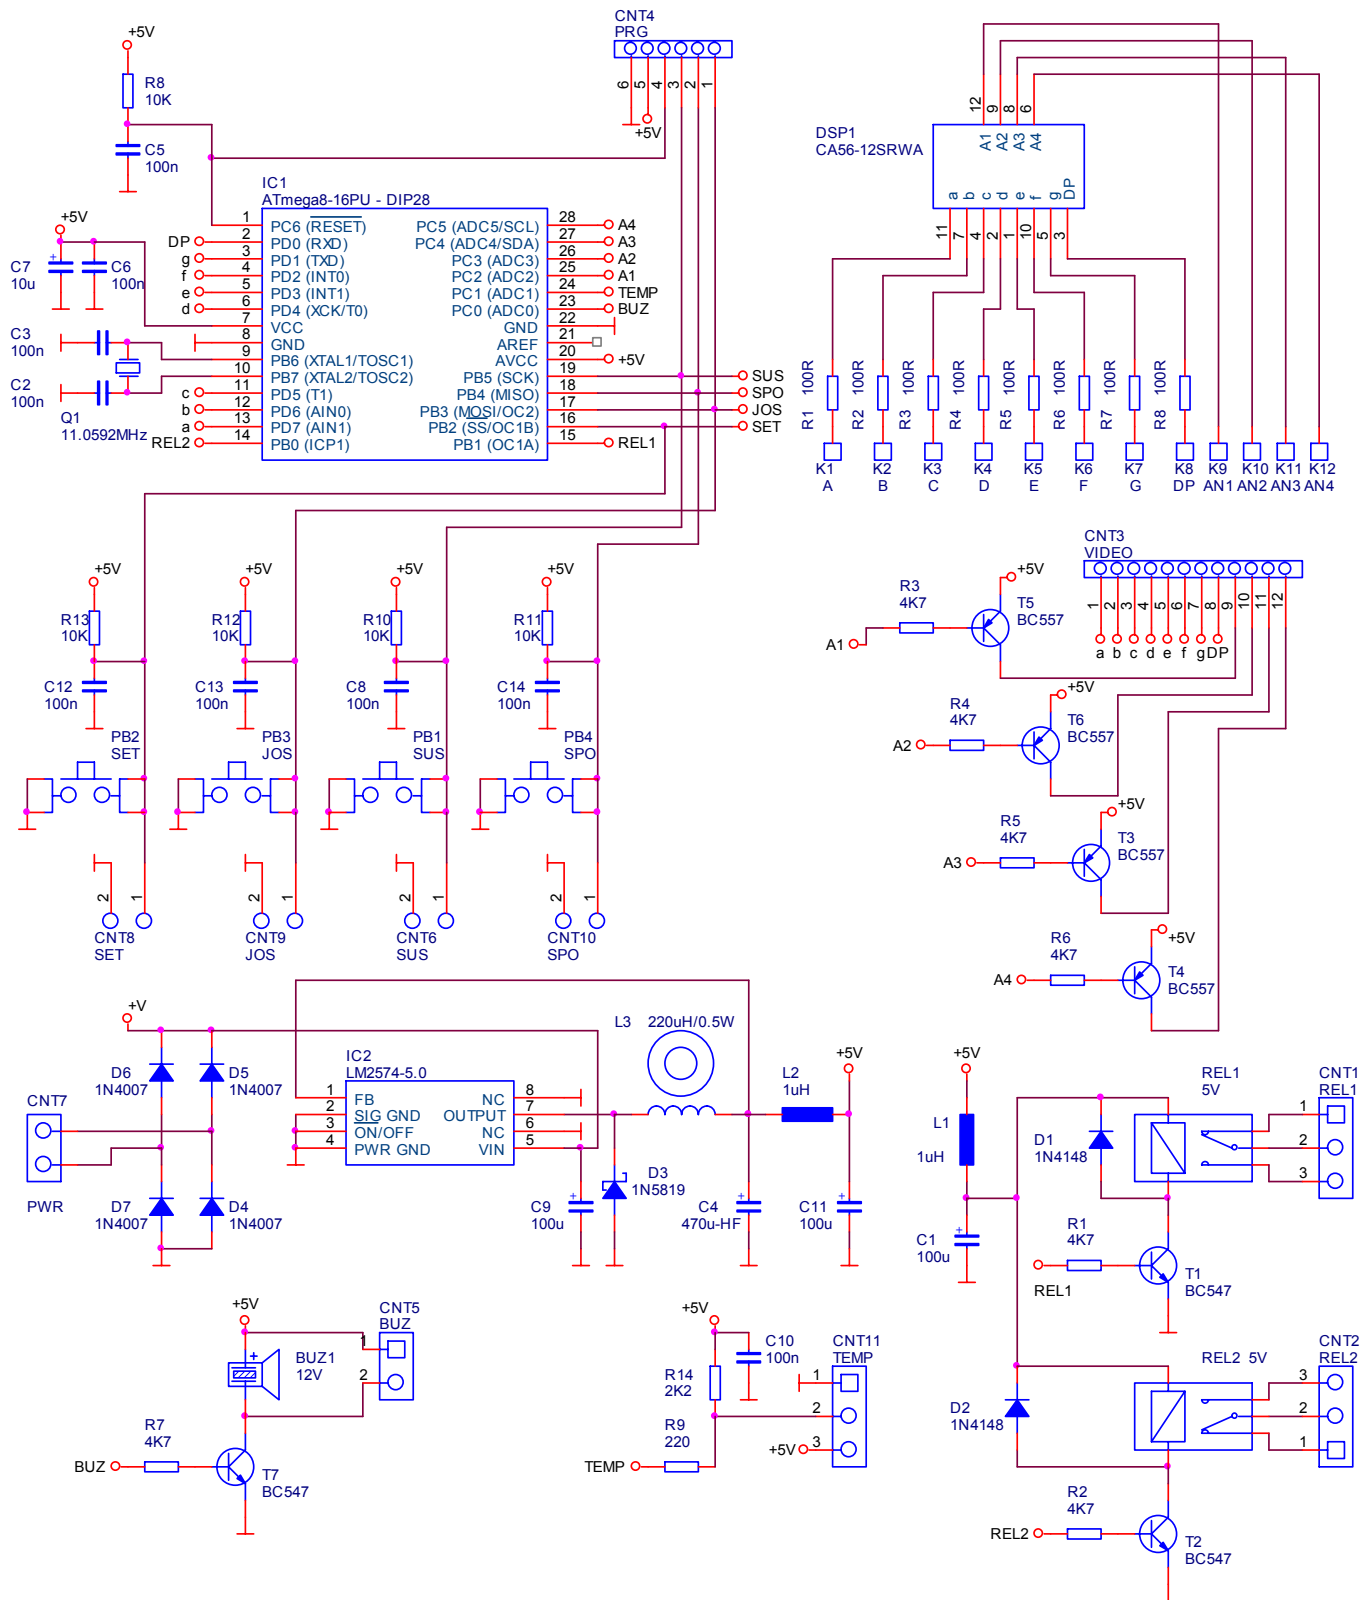 CNT4
PRG
6
5
4
3
2
1
+5V
+5V
R8
10K
C5
100n
IC1
ATmega8-16PU - DIP28
1 PC6 (RESET)
2 PD0 (RXD)
3 PD1 (TXD)
4 PD2 (INT0)
5 PD3 (INT1)
6 PD4 (XCK/T0)
7 VCC
8 GND
9 PB6 (XTAL1/TOSC1)
10 PB7 (XTAL2/TOSC2)
11 PD5 (T1)
12 PD6 (AIN0)
13 PD7 (AIN1)
14 PB0 (ICP1)
PC5 (ADC5/SCL) 28 A4
PC4 (ADC4/SDA) 27 A3
PC3 (ADC3) 26 A2
PC2 (ADC2) 25 A1
PC1 (ADC1) 24 TEMP
PC0 (ADC0) 23 BUZ
GND 22
AREF 21
AVCC 20 +5V
PB5 (SCK) 19 SUS
PB4 (MISO) 18 SPO
PB3 (MOSI/OC2) 17 JOS
PB2 (SS/OC1B) 16 SET
PB1 (OC1A) 15 REL1
DP
g
f
e
d
c
b
a
REL2
+5V
C7
10u
+
C6
100n
C3
100n
C2
100n
Q1
11.0592MHz
DSP1
CA56-12SRWA
12
9
8
6
A1
A2
A3
A4
a
b
c
d
e
f
g
DP
11
7
4
2
1
10
5
3
R1 100R
R2 100R
R3 100R
R4 100R
R5 100R
R6 100R
R7 100R
R8 100R
K1
A
K2
B
K3
C
K4
D
K5
E
K6
F
K7
G
K8
DP
K9
AN1
K10
AN2
K11
AN3
K12
AN4
+5V
R13
10K
C12
100n
PB2
SET
2
1
CNT8
SET
+5V
R12
10K
C13
100n
PB3
JOS
2
1
CNT9
JOS
+5V
R10
10K
C8
100n
PB1
SUS
2
1
CNT6
SUS
+5V
R11
10K
C14
100n
PB4
SPO
2
1
CNT10
SPO
CNT3
VIDEO
1
2
3
4
5
6
7
8
9
10
11
12
a
b
c
d
e
f
g
DP
A1
R3
4K7
+5V
T5
BC557
A2
R4
4K7
+5V
T6
BC557
A3
R5
4K7
+5V
T3
BC557
A4
R6
4K7
+5V
T4
BC557
+V
D6
1N4007
D5
1N4007
CNT7
PWR
D7
1N4007
D4
1N4007
IC2
LM2574-5.0
1 FB
2 SIG GND
3 ON/OFF
4 PWR GND
NC 8
OUTPUT 7
NC 6
VIN 5
L3
220uH/0.5W
+
C9
100u
D3
1N5819
+
C4
470u-HF
L2
1uH
+5V
+
C11
100u
+5V
L1
1uH
+
C1
100u
D1
1N4148
REL1
5V
CNT1
REL1
1
2
3
R1
4K7
REL1
T1
BC547
REL2 5V
CNT2
REL2
3
2
1
D2
1N4148
R2
4K7
REL2
T2
BC547
+5V
CNT5
BUZ
1
2
+
BUZ1
12V
R7
4K7
BUZ
T7
BC547
+5V
C10
100n
R14
2K2
CNT11
TEMP
1
2
3
+5V
R9
220
TEMP